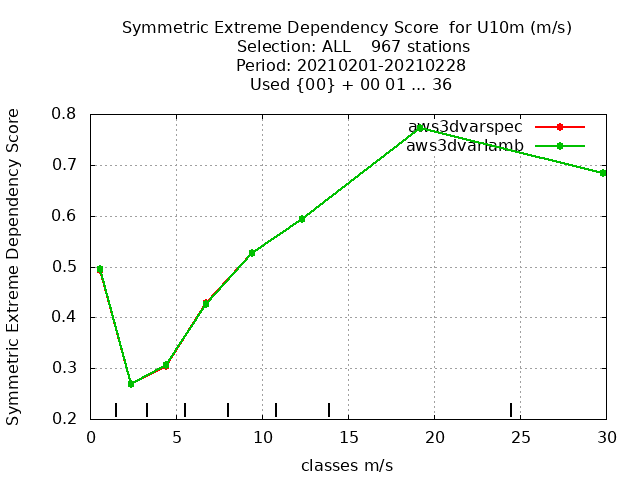 Symmetric Extreme Dependency Score for U10m (m/s)
Selection: ALL 967 stations
Period: 20210201-20210228
Used {00} + 00 01 ... 36
Symmetric Extreme Dependency Score
0.8
0.7
0.6
0.5
0.4
0.3
0.2
aws3dvarspec
aws3dvarlamb
0 5 10 15 20 25 30
classes m/s